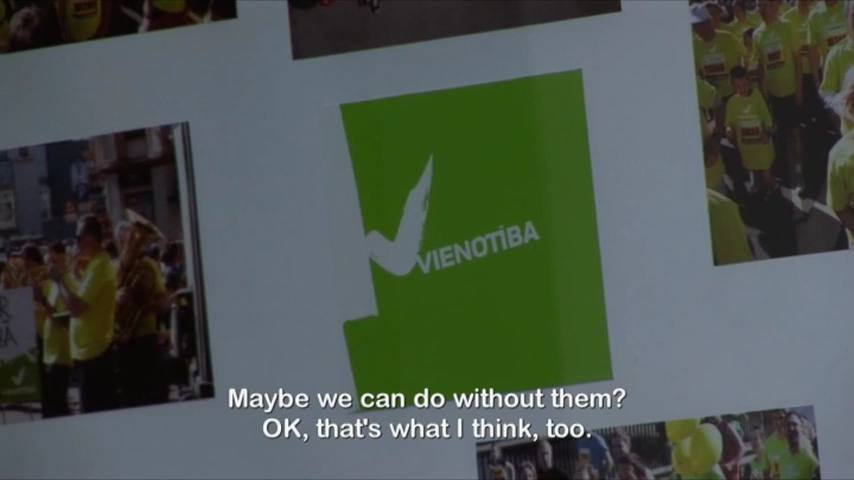 VIENOTĪBA
Maybe we can do without them?
OK, that's what I think, too.